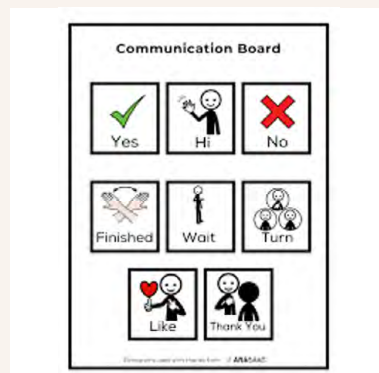 Communication Board
Yes Hi No
Finished Wait Turn
Like Thank You